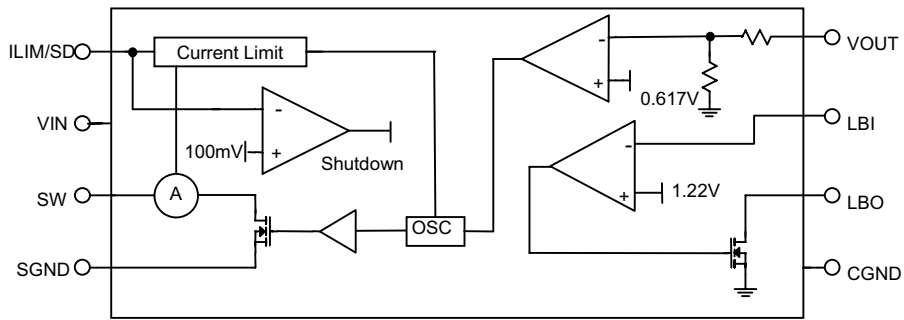 ILIM/SD
Current Limit
-
VOUT
+
0.617V
VIN
-
LBI
100mV
+
Shutdown
-
SW
A
+
1.22V
LBO
OSC
SGND
CGND